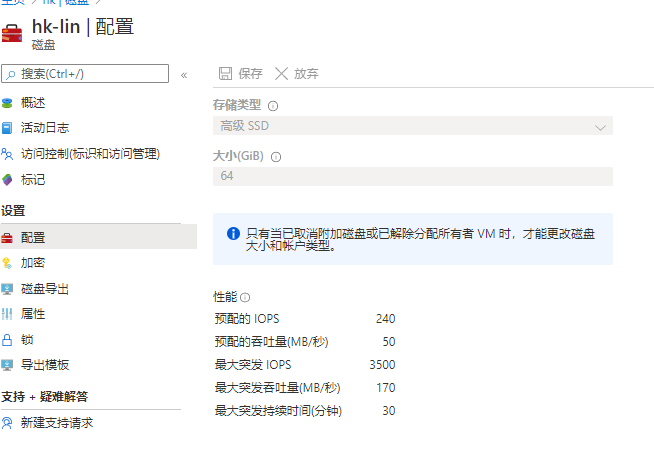 主页 > hk | 磁盘 >
hk-lin | 配置
磁盘
搜索(Ctrl+/)
«
保存
放弃
概述
活动日志
访问控制(标识和访问管理)
标记
设置
配置
加密
磁盘导出
属性
锁
导出模板
支持 + 疑难解答
新建支持请求
存储类型
高级 SSD
大小(GiB)
64
只有当已取消附加磁盘或已解除分配所有者 VM 时，才能更改磁盘
大小和帐户类型。
性能
预配的 IOPS 240
预配的吞吐量(MB/秒) 50
最大突发 IOPS 3500
最大突发吞吐量(MB/秒) 170
最大突发持续时间(分钟) 30